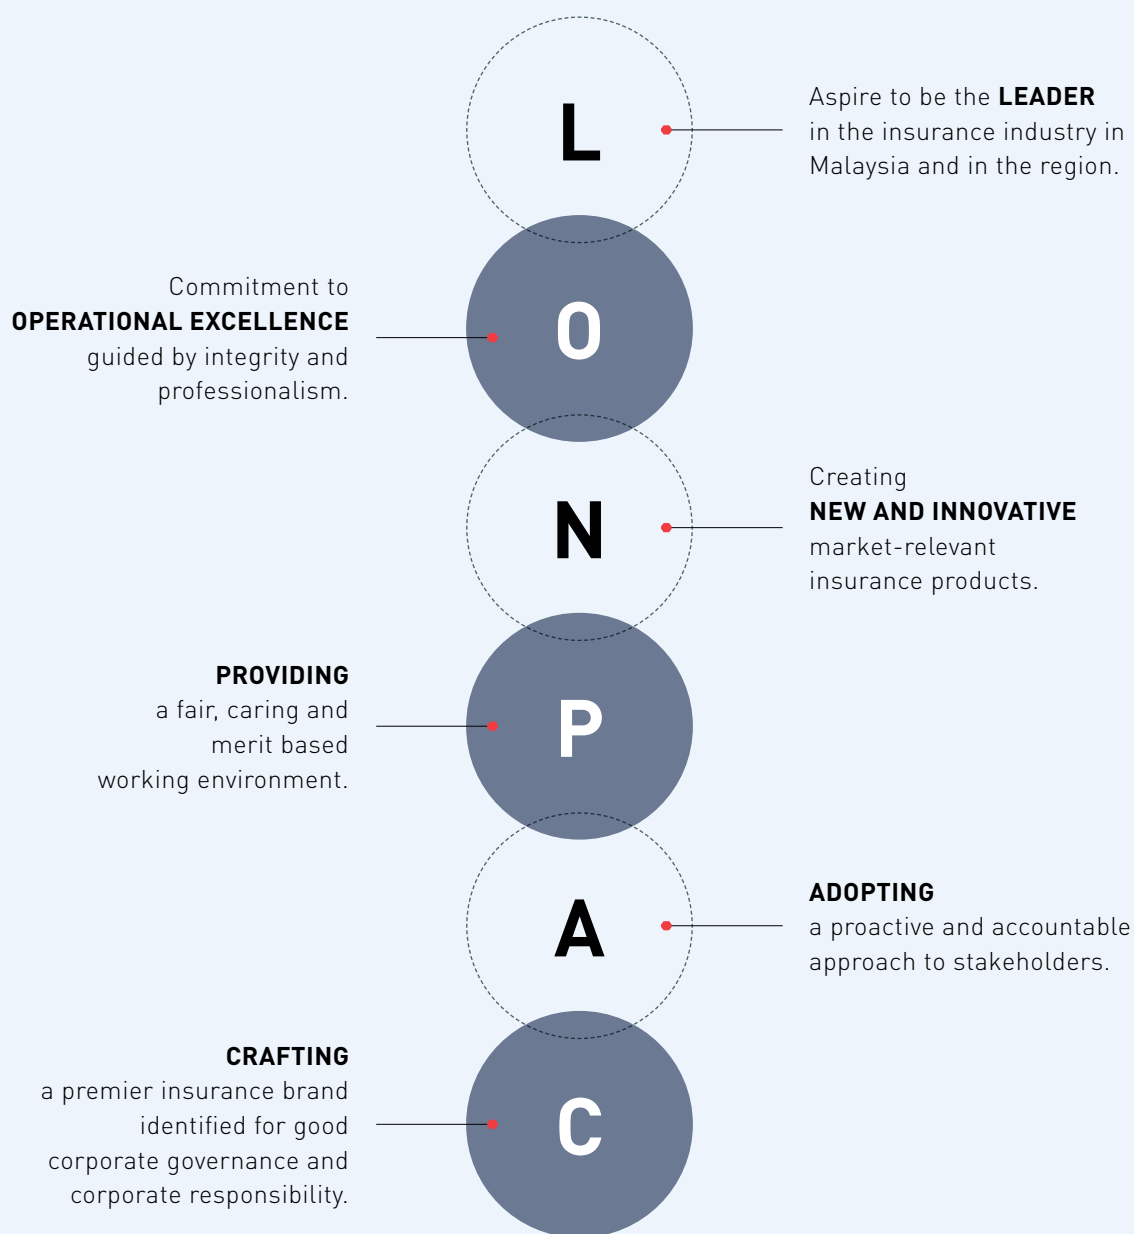 L
Aspire to be the LEADER
in the insurance industry in
Malaysia and in the region.
O
Commitment to
OPERATIONAL EXCELLENCE
guided by integrity and
professionalism.
N
Creating
NEW AND INNOVATIVE
market-relevant
insurance products.
P
PROVIDING
a fair, caring and
merit based
working environment.
A
ADOPTING
a proactive and accountable
approach to stakeholders.
C
CRAFTING
a premier insurance brand
identified for good
corporate governance and
corporate responsibility.